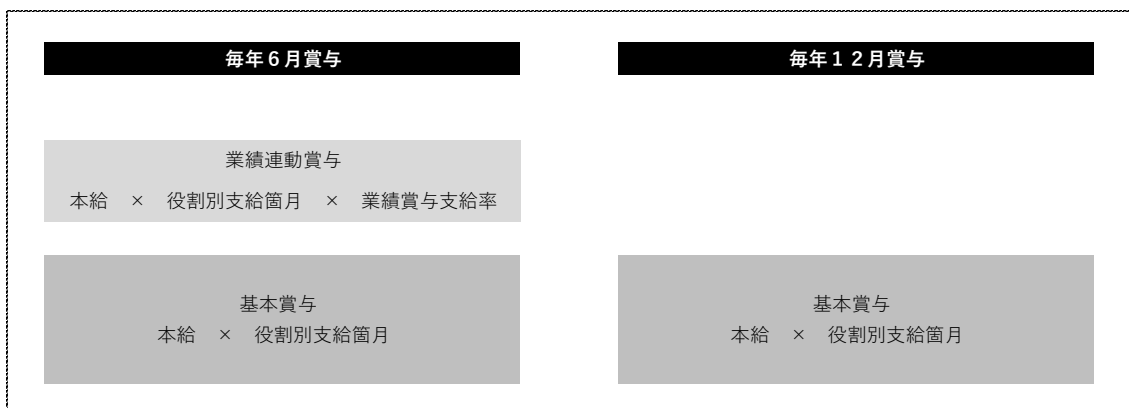 毎年６月賞与
業績連動賞与
本給　×　役割別支給箇月　×　業績賞与支給率
基本賞与
本給　×　役割別支給箇月
毎年１２月賞与
基本賞与
本給　×　役割別支給箇月